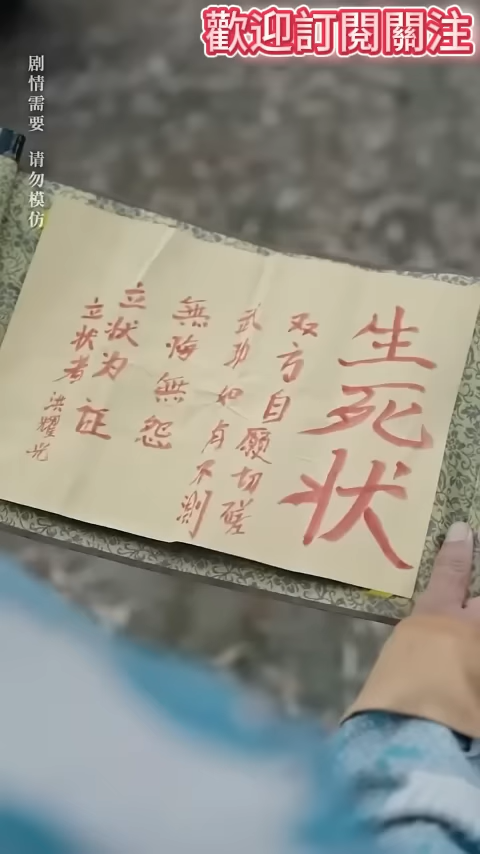 歡迎訂閱關注
剧情需要 请勿模仿
生死状
双方自願切磋
武功如有不測
無悔無怨
立状为证
立状者洪耀光